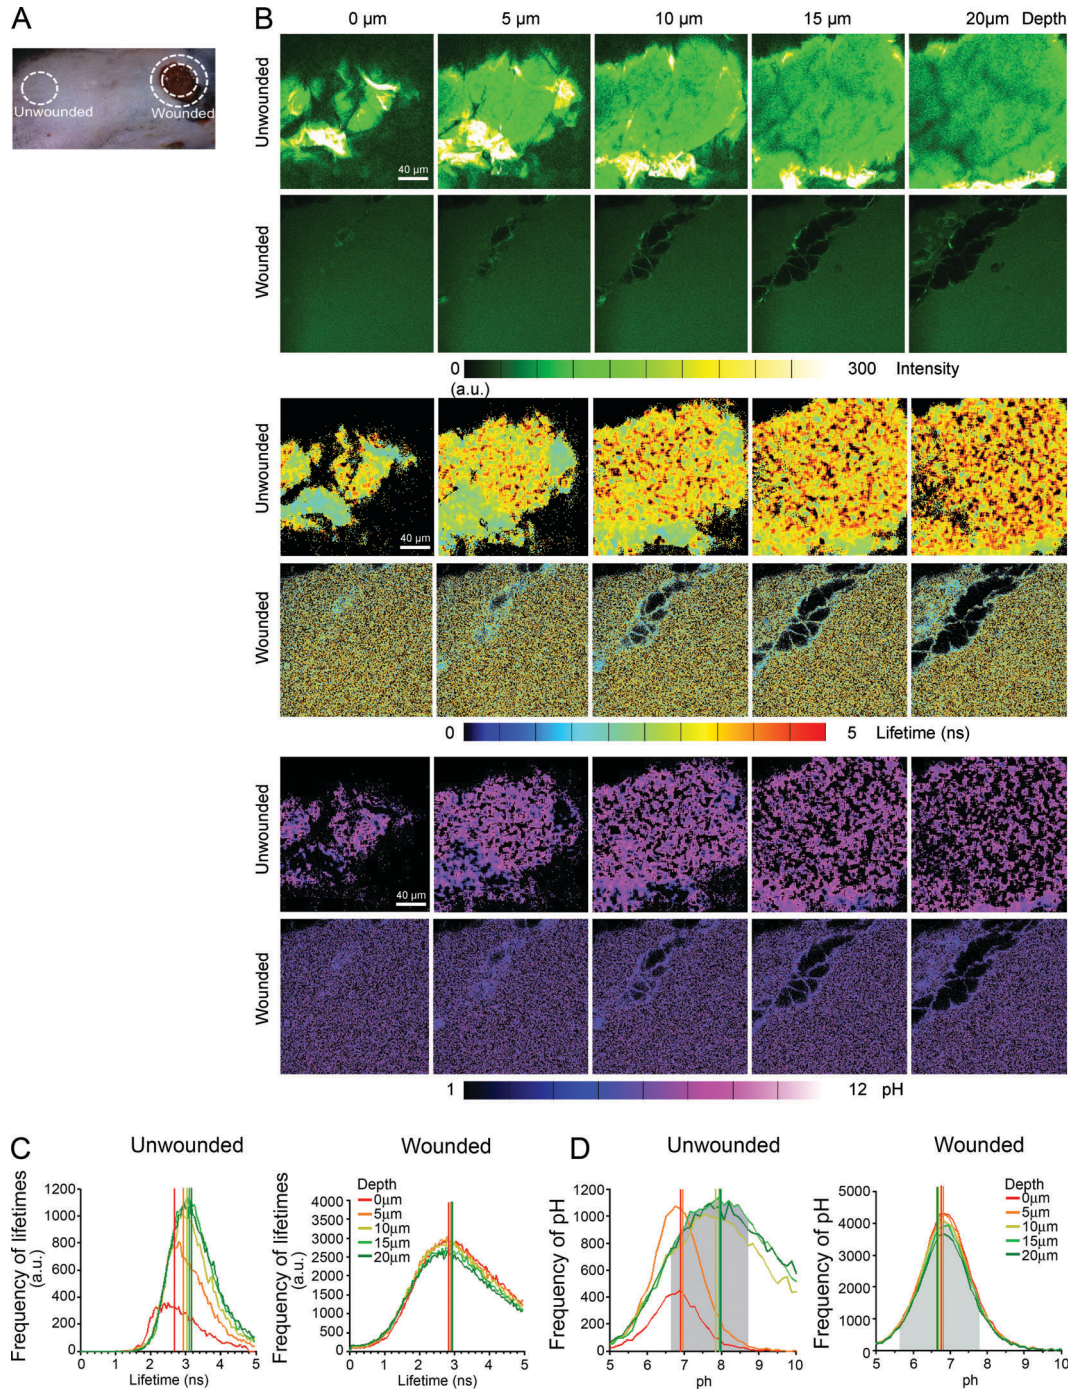 A
Unwounded
Wounded
B
0 µm
5 µm
10 µm
15 µm
20µm
Depth
Unwounded
40 µm
Wounded
0
(a.u.)
300
Intensity
Unwounded
40 µm
Wounded
0
5
Lifetime (ns)
Unwounded
40 µm
Wounded
1
12
pH
C
Unwounded
Frequency of lifetimes
(a.u.)
1200
1000
800
600
400
200
0
0
1
2
3
4
5
Lifetime (ns)
Wounded
Frequency of lifetimes
(a.u.)
4000
3500
3000
2500
2000
1500
1000
500
0
Depth
0µm
5µm
10µm
15µm
20µm
0
1
2
3
4
5
Lifetime (ns)
D
Unwounded
Frequency of pH
1200
1000
800
600
400
200
0
5
6
7
8
9
10
ph
Wounded
Frequency of pH
5000
4000
3000
2000
1000
0
Depth
0µm
5µm
10µm
15µm
20µm
5
6
7
8
9
10
ph